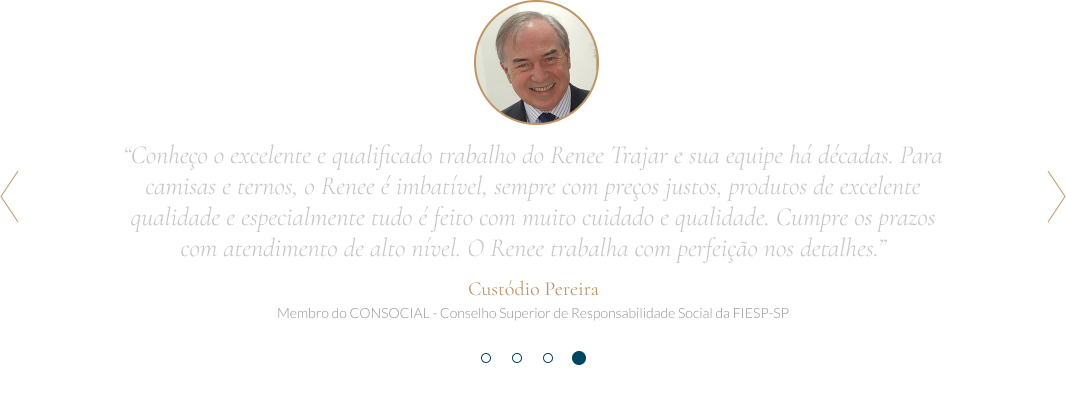 “Conheço o excelente e qualificado trabalho do Renee Trajar e sua equipe há décadas. Para
camisas e ternos, o Renee é imbatível, sempre com preços justos, produtos de excelente
qualidade e especialmente tudo é feito com muito cuidado e qualidade. Cumpre os prazos
com atendimento de alto nível. O Renee trabalha com perfeição nos detalhes.”
Custódio Pereira
Membro do CONSOCIAL - Conselho Superior de Responsabilidade Social da FIESP-SP